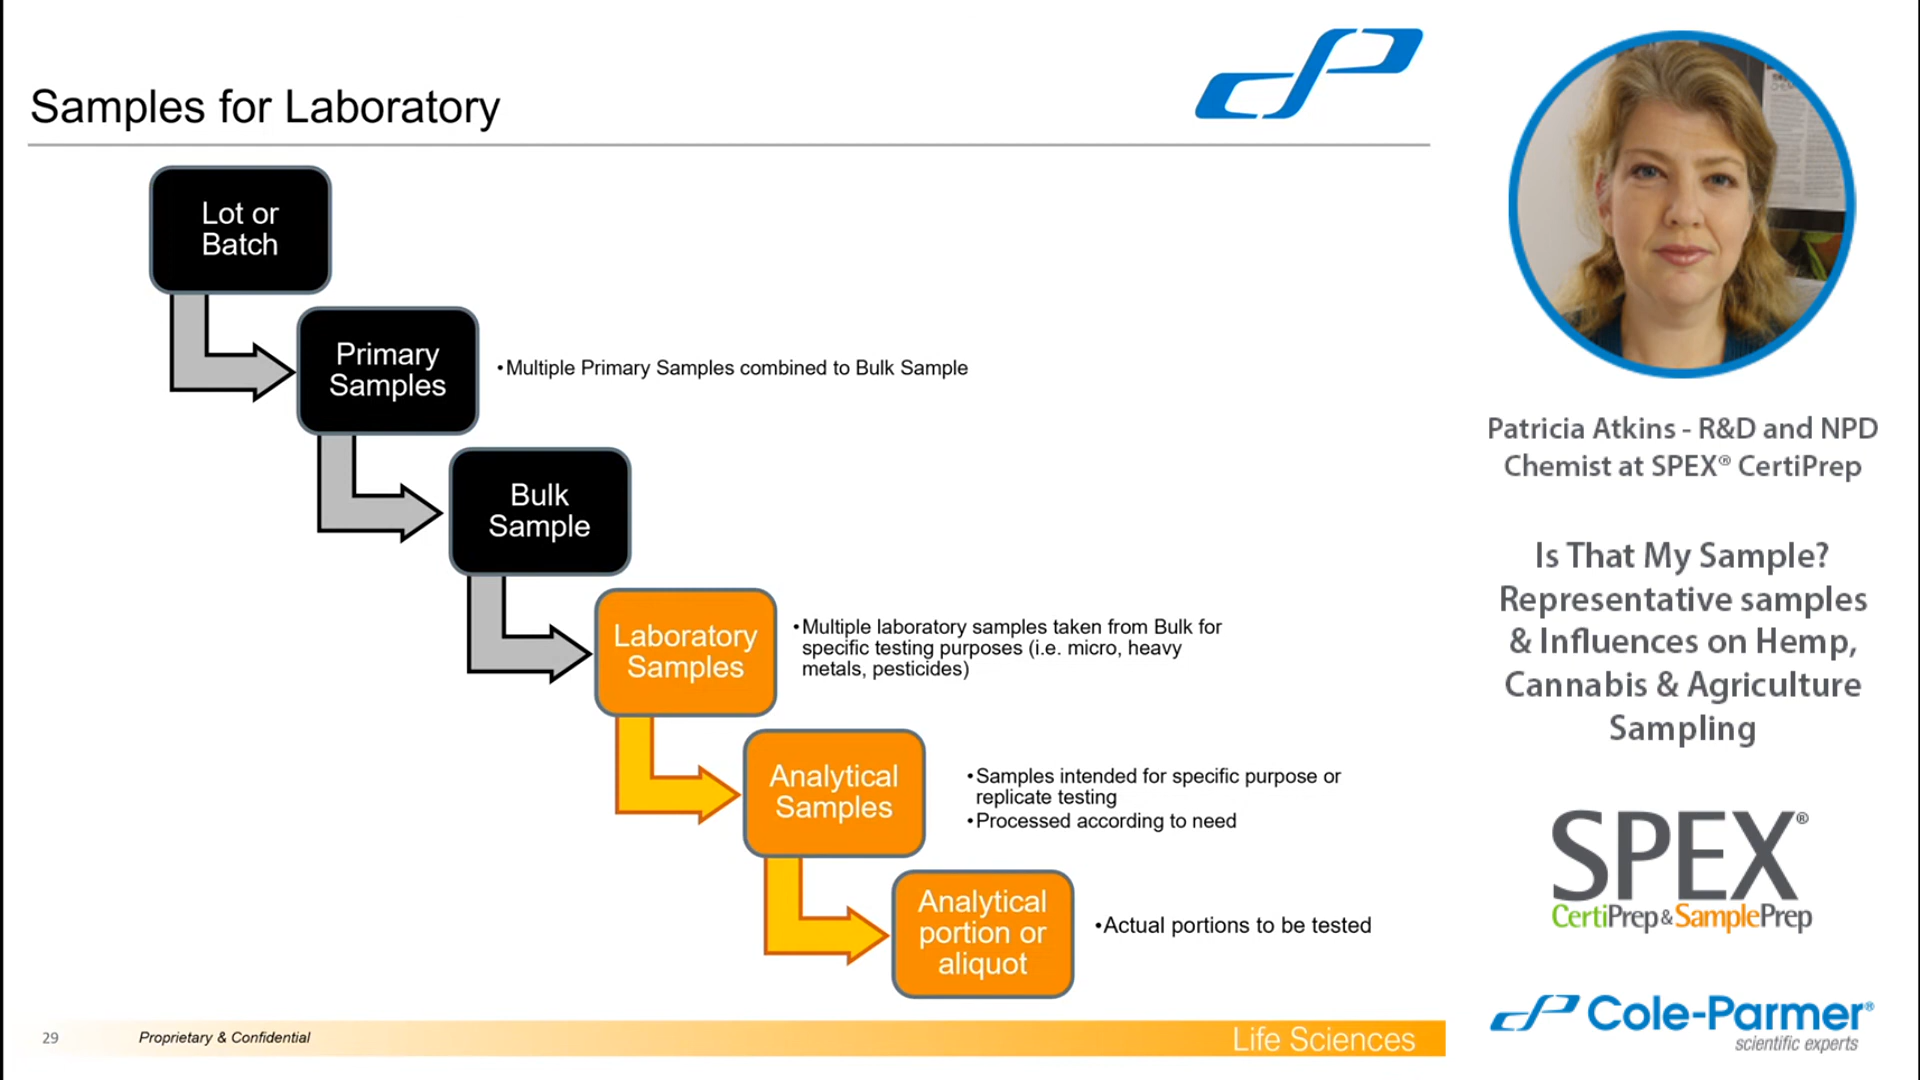 Samples for Laboratory
Lot or
Batch
Primary
Samples
•Multiple Primary Samples combined to Bulk Sample
Bulk
Sample
Laboratory
Samples
•Multiple laboratory samples taken from Bulk for
specific testing purposes (i.e. micro, heavy
metals, pesticides)
Analytical
Samples
•Samples intended for specific purpose or
replicate testing
•Processed according to need
Analytical
portion or
aliquot
•Actual portions to be tested
29
Proprietary & Confidential
Life Sciences
Patricia Atkins - R&D and NPD
Chemist at SPEX® CertiPrep
Is That My Sample?
Representative samples
& Influences on Hemp,
Cannabis & Agriculture
Sampling
SPEX®
CertiPrep & SamplePrep
Cole-Parmer®
scientific experts